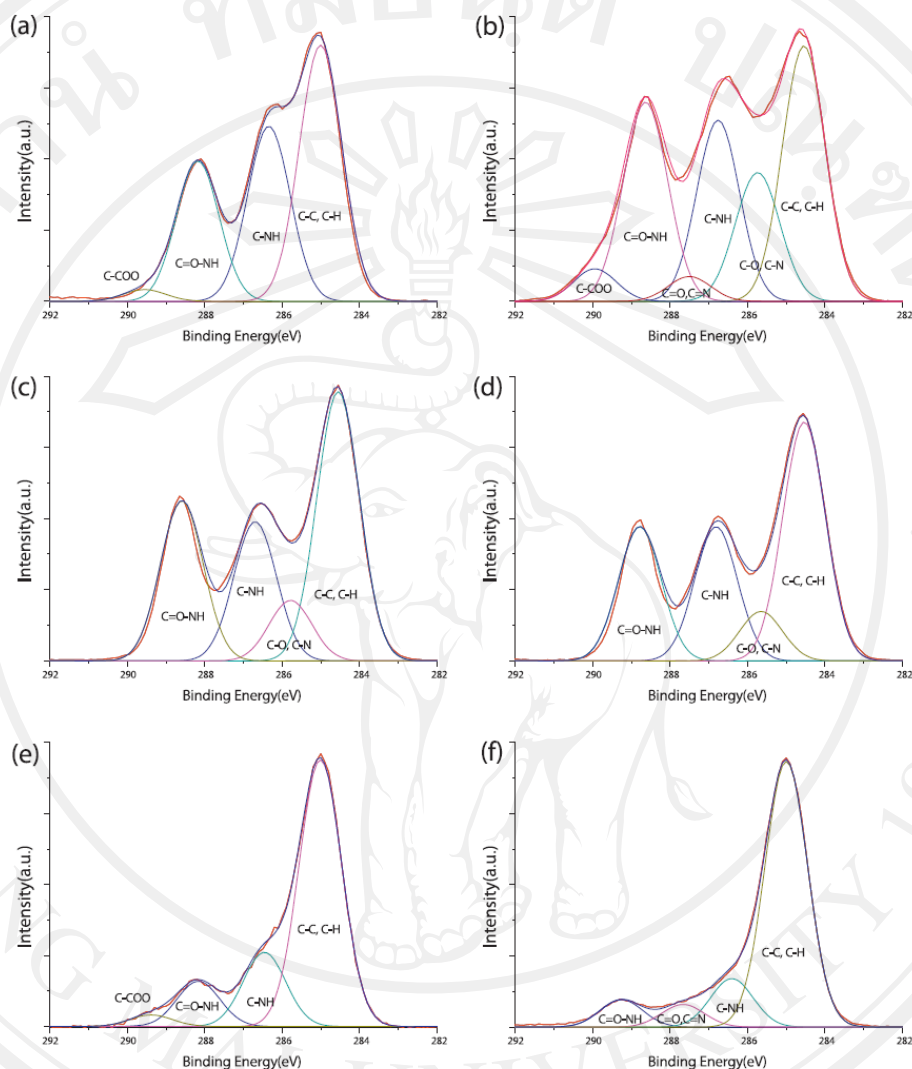 (a)
Intensity(a.u.)
C-COO
C=O-NH
C-NH
C-C, C-H
292 290 288 286 284 282
Binding Energy(eV)
(b)
Intensity(a.u.)
C-COO
C=O-NH
C=O,C=N
C-NH
C-O, C-N
C-C, C-H
292 290 288 286 284 282
Binding Energy(eV)
(c)
Intensity(a.u.)
C=O-NH
C-NH
C-O, C-N
C-C, C-H
292 290 288 286 284 282
Binding Energy(eV)
(d)
Intensity(a.u.)
C=O-NH
C-NH
C-O, C-N
C-C, C-H
292 290 288 286 284 282
Binding Energy(eV)
(e)
Intensity(a.u.)
C-COO
C=O-NH
C-NH
C-C, C-H
292 290 288 286 284 282
Binding Energy(eV)
(f)
Intensity(a.u.)
C=O-NH
C=O,C=N
C-NH
C-C, C-H
292 290 288 286 284 282
Binding Energy(eV)